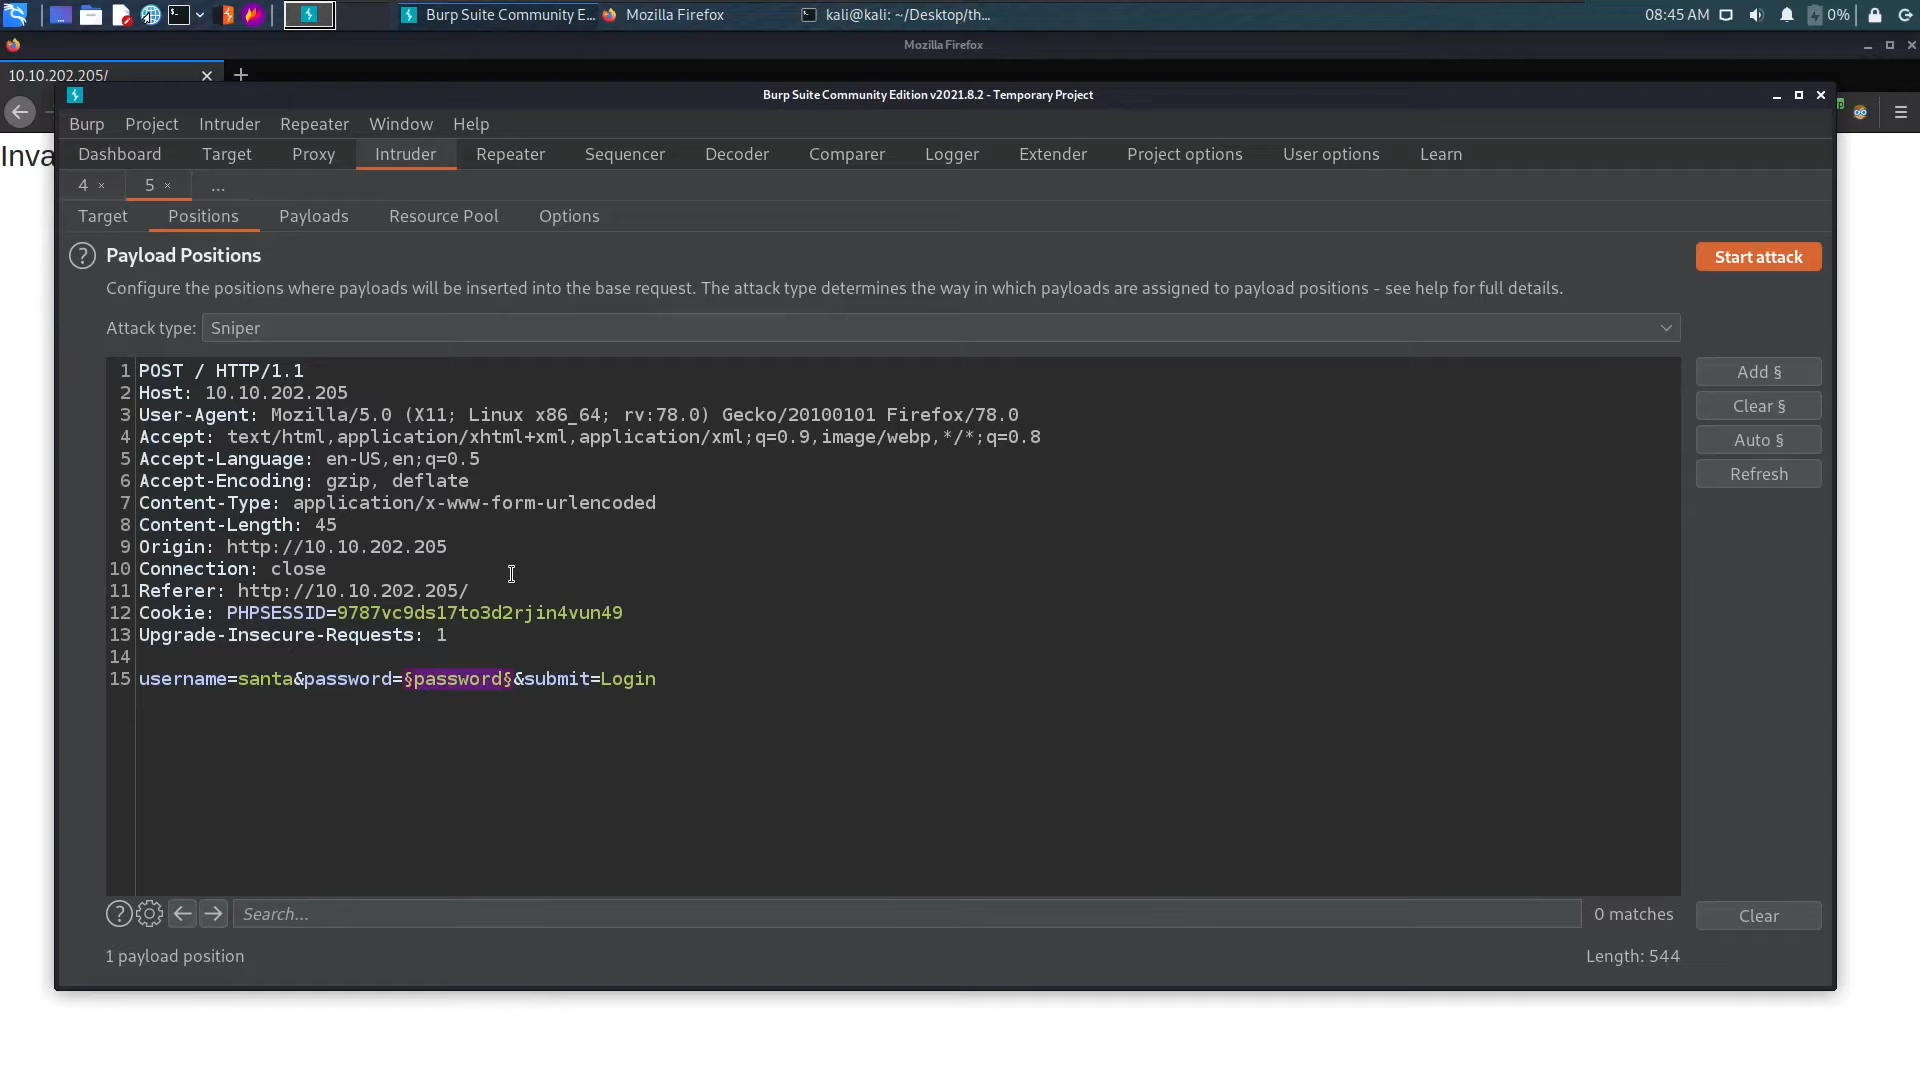 Burp Suite Community E... Mozilla Firefox kali@kali: ~/Desktop/th... 08:45 AM 0%
Mozilla Firefox
10.10.202.205/
Burp Suite Community Edition v2021.8.2 - Temporary Project
Burp Project Intruder Repeater Window Help
Inva
Dashboard Target Proxy Intruder Repeater Sequencer Decoder Comparer Logger Extender Project options User options Learn
4 × 5 × ...
Target Positions Payloads Resource Pool Options
? Payload Positions Start attack
Configure the positions where payloads will be inserted into the base request. The attack type determines the way in which payloads are assigned to payload positions - see help for full details.
Attack type: Sniper
1 POST / HTTP/1.1 Add §
2 Host: 10.10.202.205 Clear §
3 User-Agent: Mozilla/5.0 (X11; Linux x86_64; rv:78.0) Gecko/20100101 Firefox/78.0
4 Accept: text/html,application/xhtml+xml,application/xml;q=0.9,image/webp,*/*;q=0.8 Auto §
5 Accept-Language: en-US,en;q=0.5
6 Accept-Encoding: gzip, deflate Refresh
7 Content-Type: application/x-www-form-urlencoded
8 Content-Length: 45
9 Origin: http://10.10.202.205
10 Connection: close
11 Referer: http://10.10.202.205/
12 Cookie: PHPSESSID=9787vc9ds17to3d2rjin4vun49
13 Upgrade-Insecure-Requests: 1
14
15 username=santa&password=§password§&submit=Login
? Search... 0 matches Clear
1 payload position Length: 544